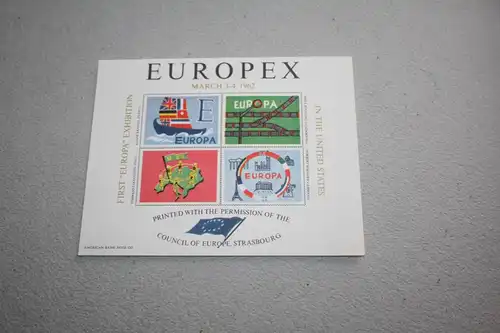 EUROPEX
MARCH 3-4 1962
FIRST "EUROPA" EXHIBITION
IN THE UNITED STATES
E
EUROPA
EUROPA
EUROPA
PRINTED WITH THE PERMISSION OF THE
COUNCIL OF EUROPE, STRASBOURG